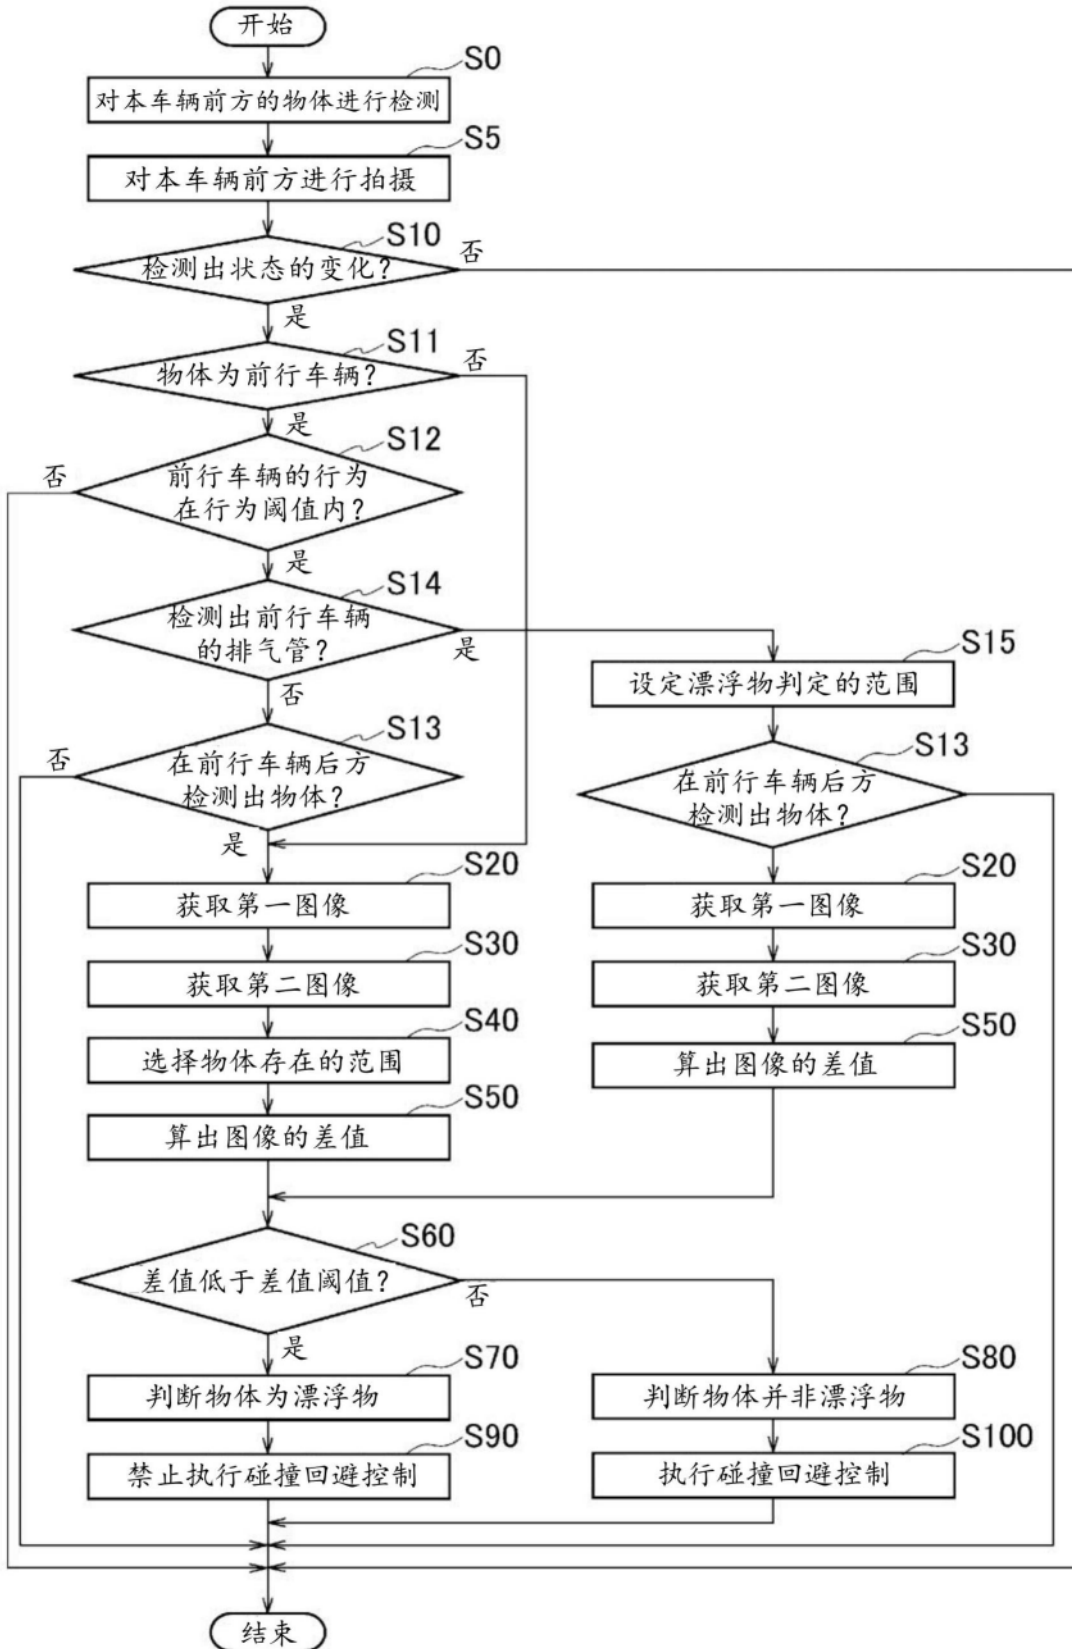 开始
S0
对本车辆前方的物体进行检测
S5
对本车辆前方进行拍摄
S10
检测出状态的变化？
否
是
S11
物体为前行车辆？
否
是
S12
前行车辆的行为
在行为阈值内？
否
是
S14
检测出前行车辆
的排气管？
是
否
S15
设定漂浮物判定的范围
S13
在前行车辆后方
检测出物体？
否
是
S13
在前行车辆后方
检测出物体？
S20
获取第一图像
S20
获取第一图像
S30
获取第二图像
S30
获取第二图像
S40
选择物体存在的范围
S50
算出图像的差值
S50
算出图像的差值
S60
差值低于差值阈值？
否
是
S70
判断物体为漂浮物
S80
判断物体并非漂浮物
S90
禁止执行碰撞回避控制
S100
执行碰撞回避控制
结束